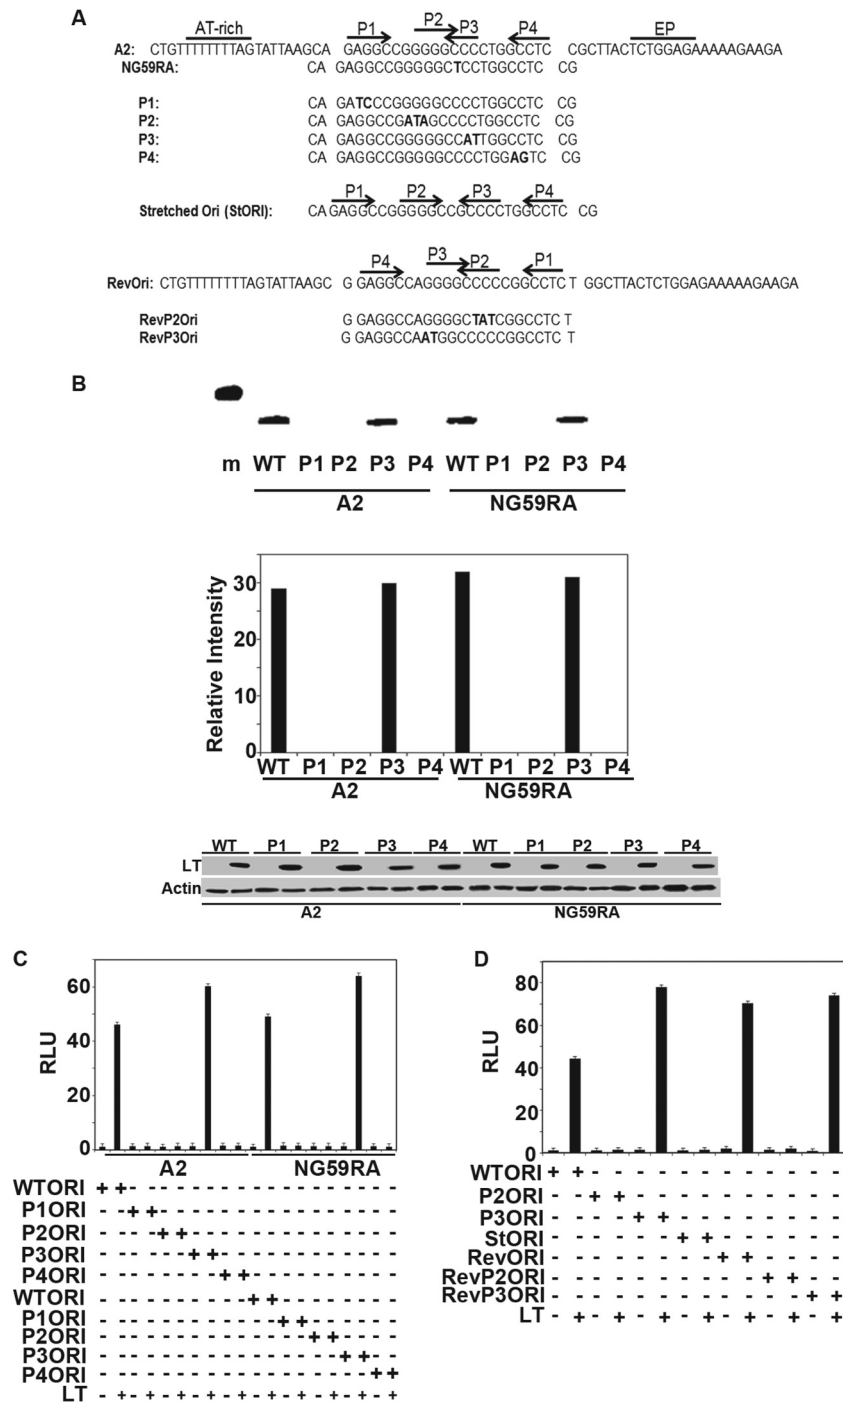 A
AT-rich P1 P2 P3 P4 EP
A2: CTGTTTTTTTTAGTATTAAGCA GAGGCCGGGGGCCCCTGGCCTC CGCTTACTCTGGAGAAAAAGAAGA
NG59RA: CA GAGGCCGGGGGCTCCTGGCCTC CG
P1: CA GATCCCGGGGGCCCCTGGCCTC CG
P2: CA GAGGCCGATAGCCCCTGGCCTC CG
P3: CA GAGGCCGGGGGCCATTGGCCTC CG
P4: CA GAGGCCGGGGGCCCCTGGAGTC CG
P1 P2 P3 P4
Stretched Ori (StORI): CAGAGGCCGGGGGCCGCCCCTGGCCTC CG
P4 P3 P2 P1
RevOri: CTGTTTTTTTTAGTATTAAGC G GAGGCCAGGGGCCCCCGGCCTC T GGCTTACTCTGGAGAAAAAGAAGA
RevP2Ori G GAGGCCAGGGGCTATCGGCCTC T
RevP3Ori G GAGGCCAATGGCCCCCGGCCTC T
B
m WT P1 P2 P3 P4 WT P1 P2 P3 P4
A2 NG59RA
Relative Intensity
30
20
10
0
WT P1 P2 P3 P4 WT P1 P2 P3 P4
A2 NG59RA
WT P1 P2 P3 P4 WT P1 P2 P3 P4
LT
Actin
A2 NG59RA
C
RLU
60
40
20
0
A2 NG59RA
WTORI + + - - - - - - - - - - - - - - - - - -
P1ORI - - + + - - - - - - - - - - - - - - - -
P2ORI - - - - + + - - - - - - - - - - - - - -
P3ORI - - - - - - + + - - - - - - - - - - - -
P4ORI - - - - - - - - + + - - - - - - - - - -
WTORI - - - - - - - - - - + + - - - - - - - -
P1ORI - - - - - - - - - - - - + + - - - - - -
P2ORI - - - - - - - - - - - - - - + + - - - -
P3ORI - - - - - - - - - - - - - - - - + + - -
P4ORI - - - - - - - - - - - - - - - - - - + +
LT - + - + - + - + - + - + - + - + - + - +
D
RLU
80
60
40
20
0
WTORI + + - - - - - - - - - - - -
P2ORI - - + + - - - - - - - - - -
P3ORI - - - - + + - - - - - - - -
StORI - - - - - - + + - - - - - -
RevORI - - - - - - - - + + - - - -
RevP2ORI - - - - - - - - - - + + - -
RevP3ORI - - - - - - - - - - - - + +
LT - + - + - + - + - + - + - +